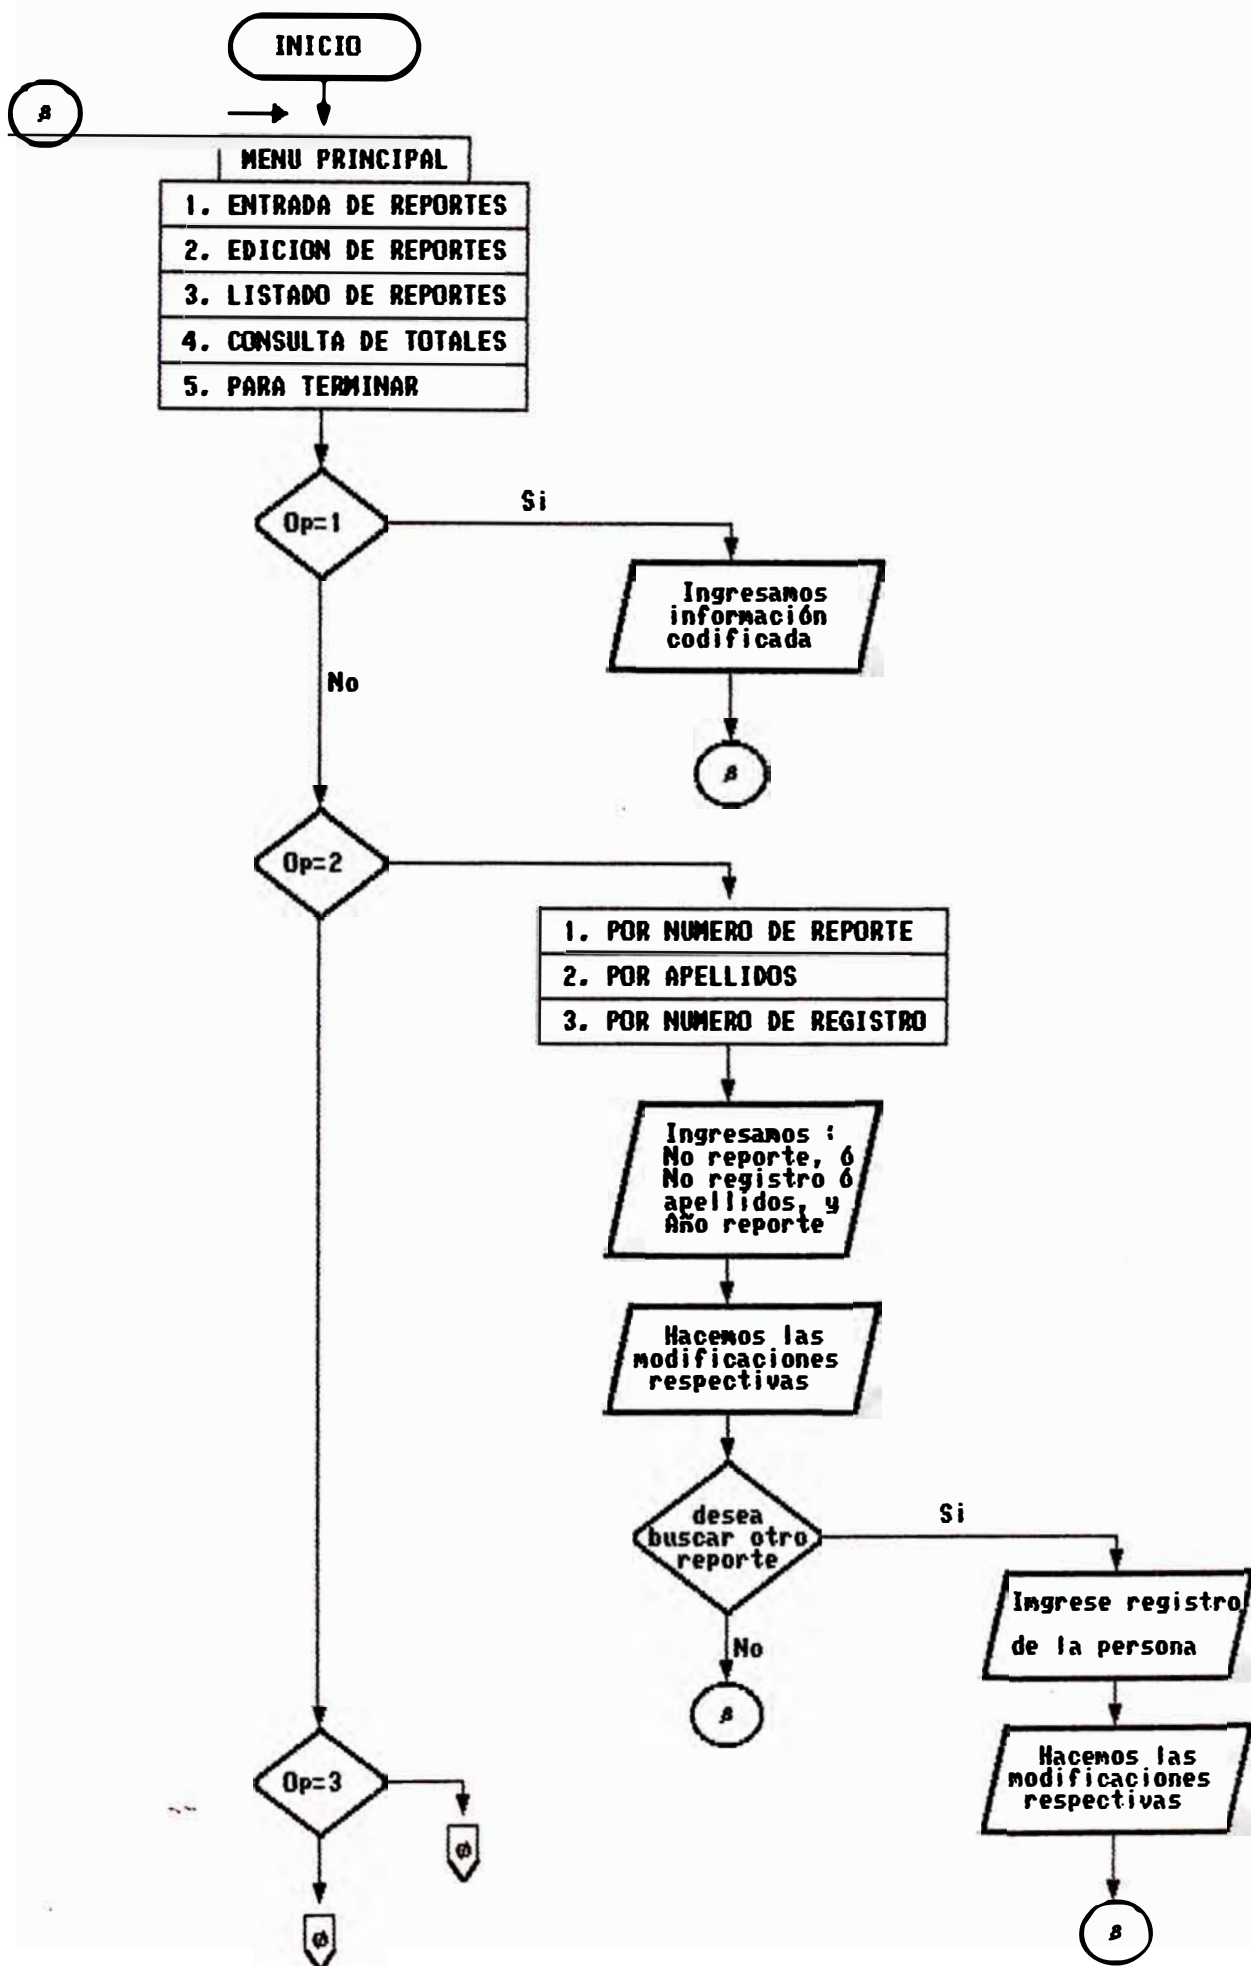 INICIO
β
MENU PRINCIPAL
1. ENTRADA DE REPORTES
2. EDICION DE REPORTES
3. LISTADO DE REPORTES
4. CONSULTA DE TOTALES
5. PARA TERMINAR
Op=1
Si
Ingresamos
información
codificada
β
No
Op=2
1. POR NUMERO DE REPORTE
2. POR APELLIDOS
3. POR NUMERO DE REGISTRO
Ingresamos :
No reporte, ó
No registro ó
apellidos, y
Año reporte
Hacemos las
modificaciones
respectivas
desea
buscar otro
reporte
Si
Imgrese registro
de la persona
No
β
Hacemos las
modificaciones
respectivas
β
Op=3
ø
ø